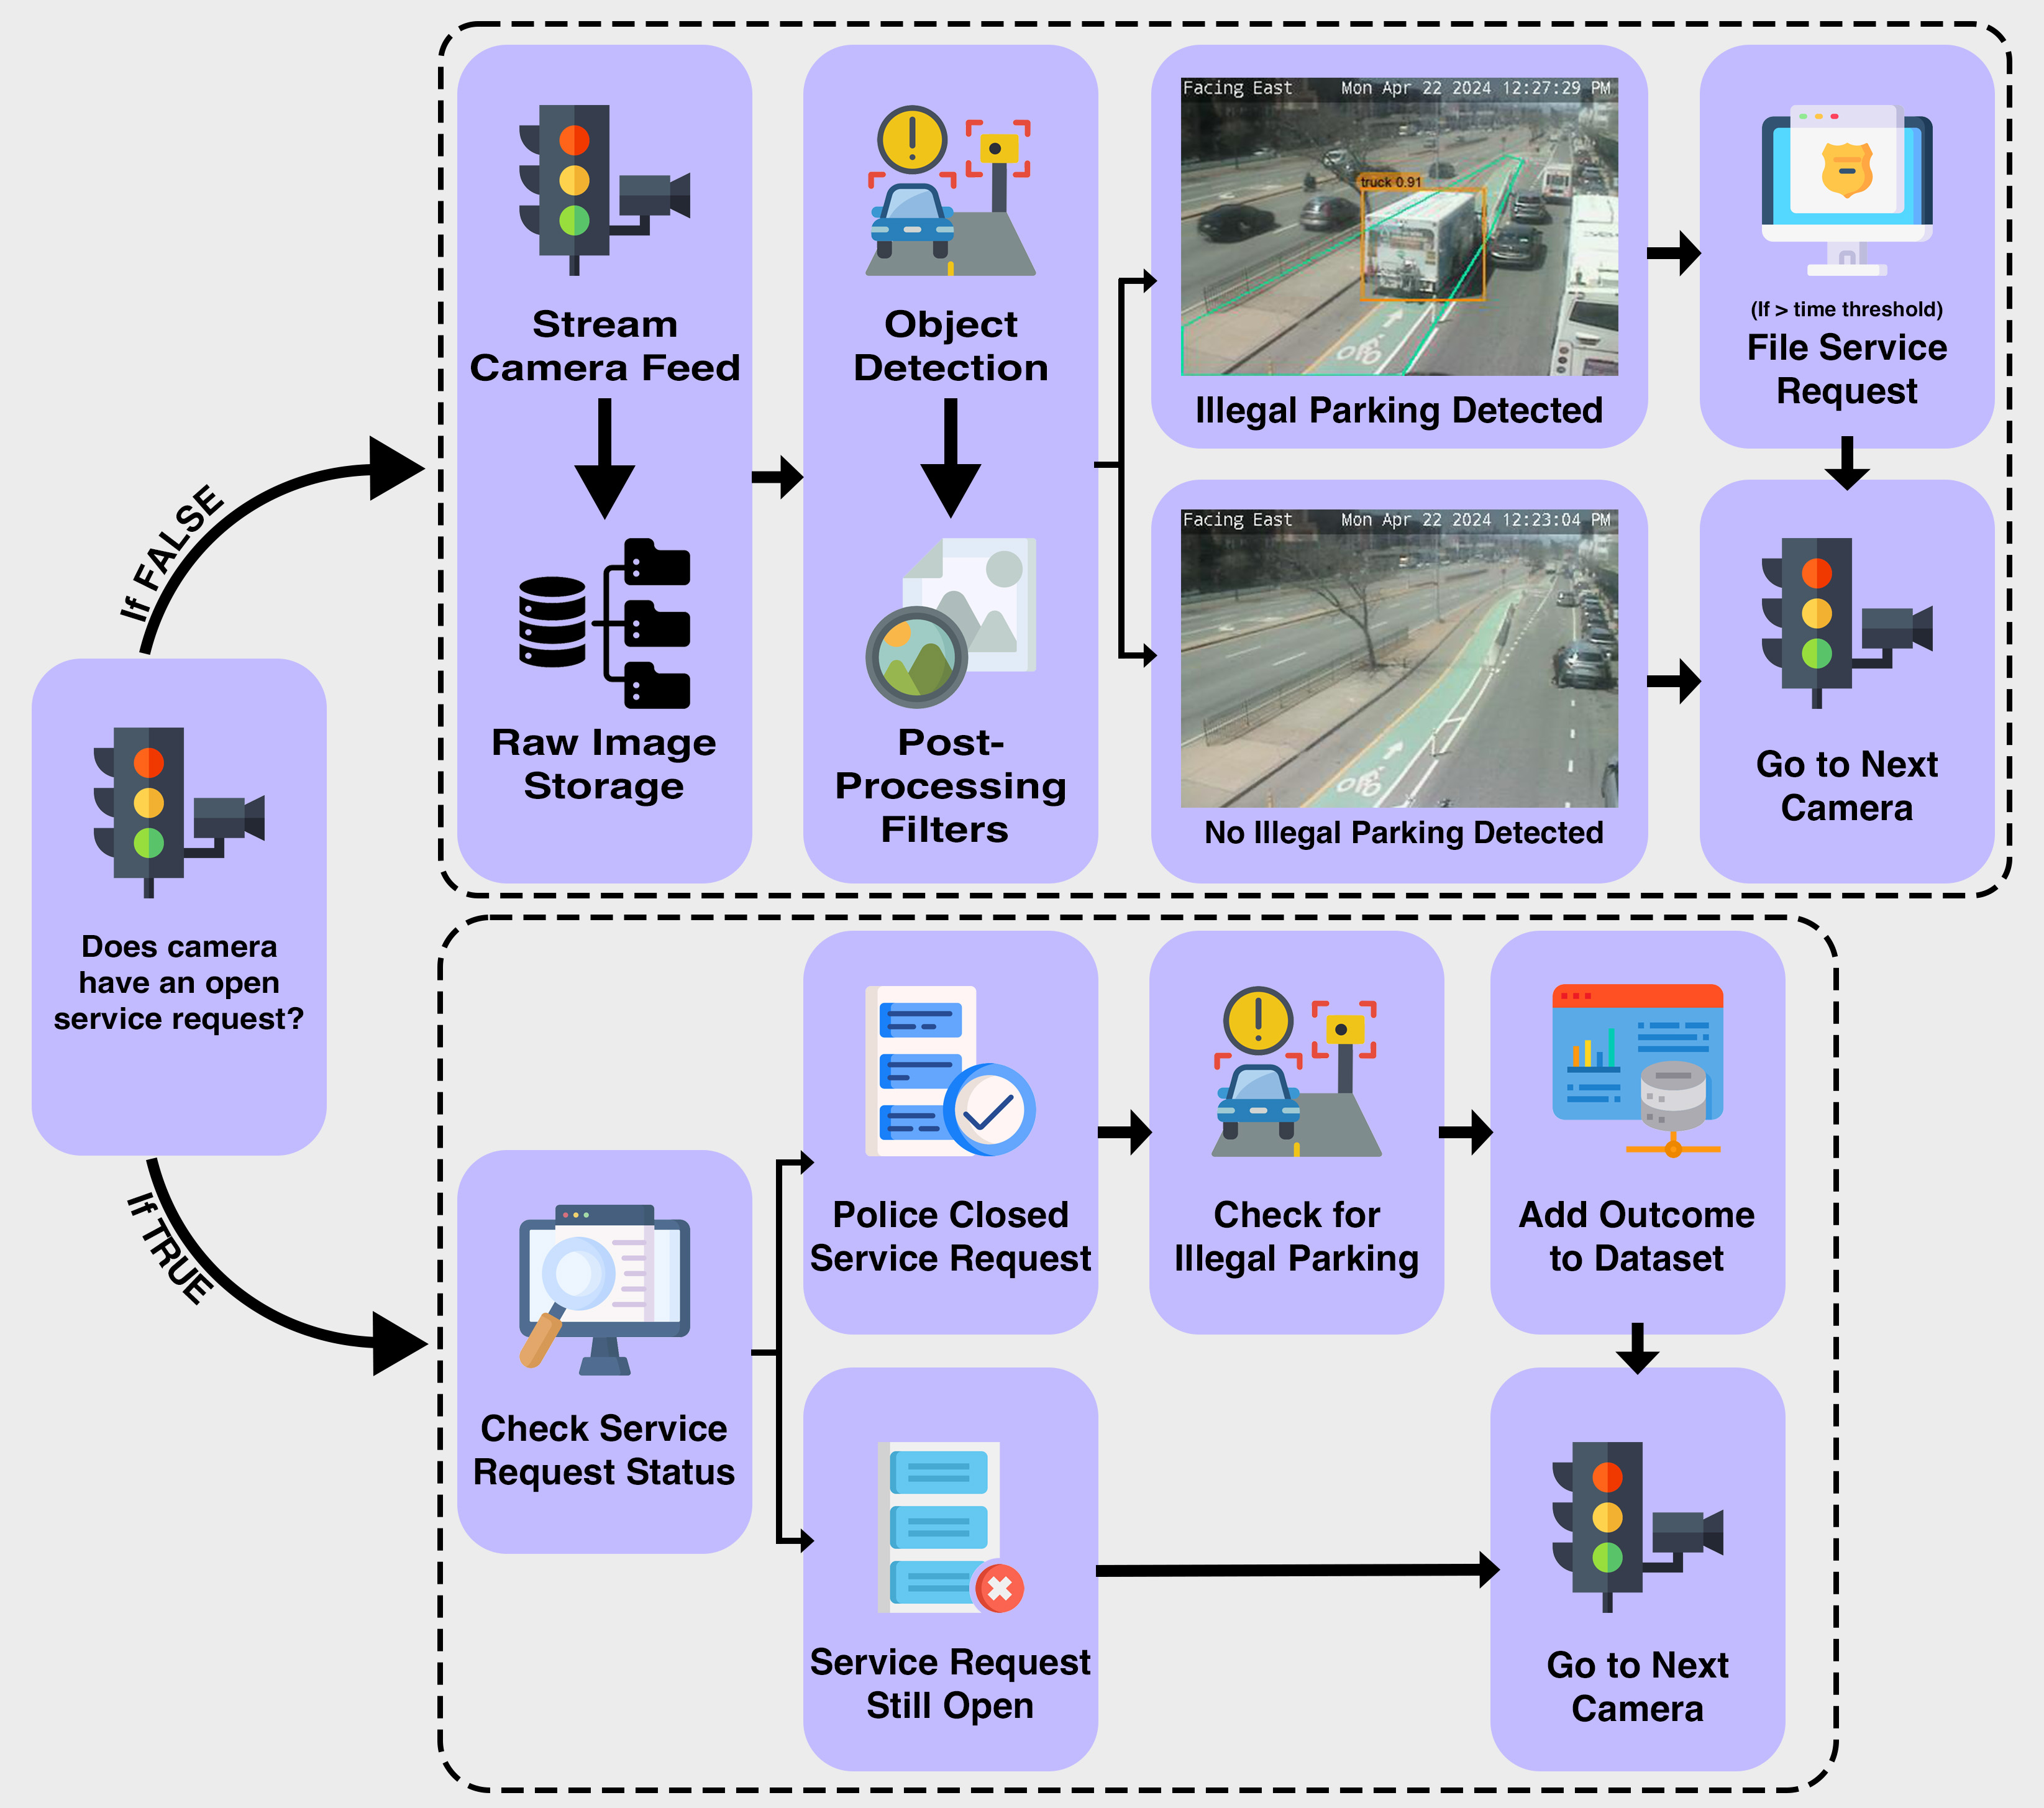 If FALSE
Does camera
have an open
service request?
If TRUE
Stream
Camera Feed
Raw Image
Storage
Object
Detection
Post-
Processing
Filters
Facing East Mon Apr 22 2024 12:27:29 PM
truck 0.91
Illegal Parking Detected
(If > time threshold)
File Service
Request
Facing East Mon Apr 22 2024 12:23:04 PM
No Illegal Parking Detected
Go to Next
Camera
Check Service
Request Status
Police Closed
Service Request
Check for
Illegal Parking
Add Outcome
to Dataset
Service Request
Still Open
Go to Next
Camera